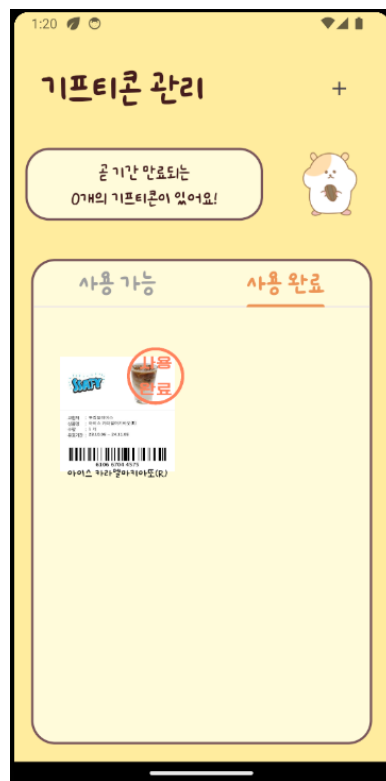 1:20
기프티콘 관리
+
곧 기간 만료되는
0개의 기프티콘이 있어요!
사용 가능
사용 완료
사용
완료
아이스 카라멜마키아또(R)